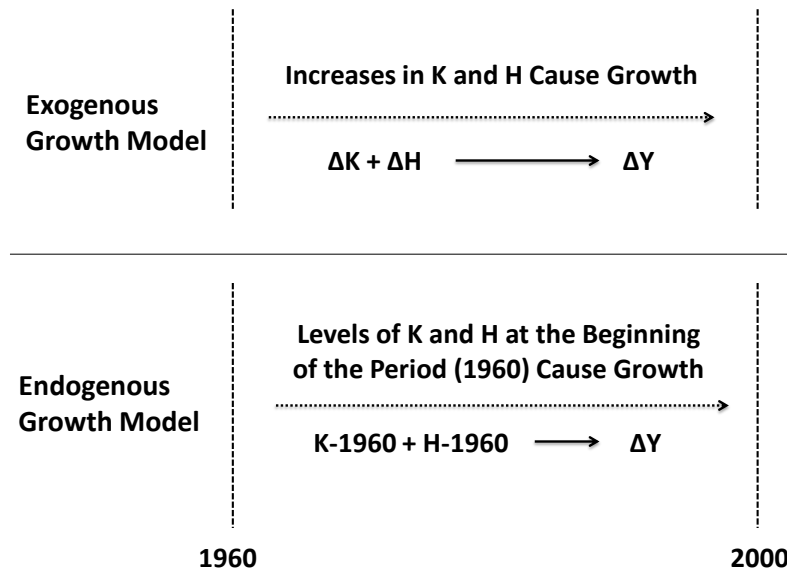 Increases in K and H Cause Growth
Exogenous
Growth Model
ΔK + ΔH
ΔY
Levels of K and H at the Beginning
of the Period (1960) Cause Growth
Endogenous
Growth Model
K-1960 + H-1960
ΔY
1960
2000